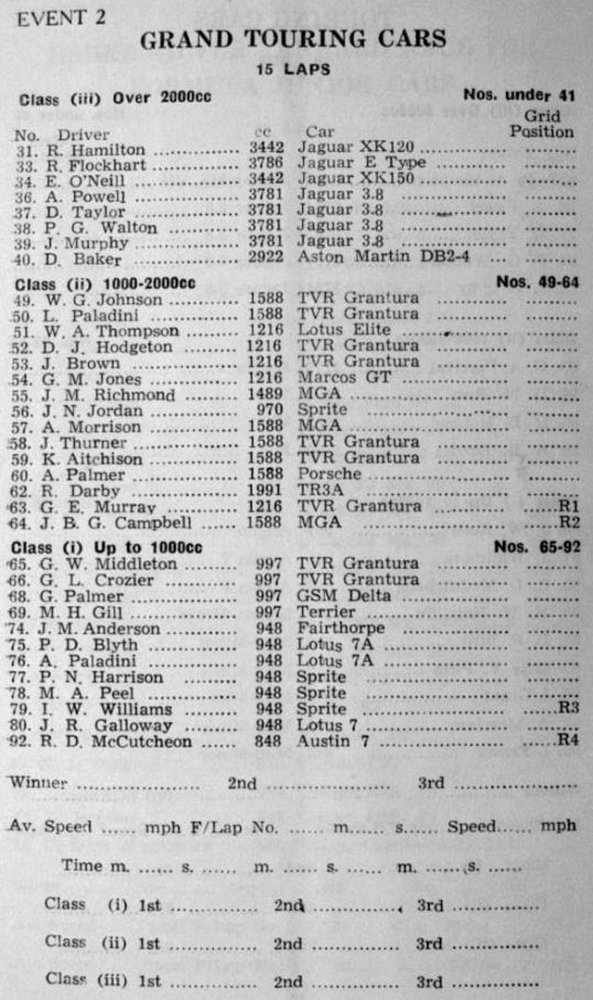 EVENT 2
GRAND TOURING CARS
15 LAPS
Class (iii) Over 2000cc Nos. under 41
Grid
No. Driver cc Car Position
31. R. Hamilton ................ 3442 Jaguar XK120 ............... .........
33. R. Flockhart ............... 3786 Jaguar E Type ............ .........
34. E. O'Neill .................. 3442 Jaguar XK150 ............... .........
36. A. Powell .................. 3781 Jaguar 3.8 .................. .........
37. D. Taylor .................. 3781 Jaguar 3.8 .................. .........
38. P. G. Walton ............ 3781 Jaguar 3.8 .................. .........
39. J. Murphy .................. 3781 Jaguar 3.8 .................. .........
40. D. Baker .................. 2922 Aston Martin DB2-4 ... .........
Class (ii) 1000-2000cc Nos. 49-64
49. W. G. Johnson ............ 1588 TVR Grantura ............ .........
50. L. Paladini ............... 1588 TVR Grantura ............ .........
51. W. A. Thompson ......... 1216 Lotus Elite .................. .........
52. D. J. Hodgeton ......... 1216 TVR Grantura ............ .........
53. J. Brown .................. 1216 TVR Grantura ............ .........
54. G. M. Jones ............... 1216 Marcos GT .................. .........
55. J. M. Richmond ......... 1489 MGA ........................ .........
56. J. N. Jordan ............... 970 Sprite ........................ .........
57. A. Morrison ............... 1588 MGA ........................ .........
58. J. Thurner .................. 1588 TVR Grantura ............ .........
59. K. Aitchison ............... 1588 TVR Grantura ............ .........
60. A. Palmer .................. 1588 Porsche ..................... .........
62. R. Darby .................. 1991 TR3A ........................ .........
63. G. E. Murray ............ 1216 TVR Grantura ............ ......R1
64. J. B. G. Campbell ...... 1588 MGA ........................ ......R2
Class (i) Up to 1000cc Nos. 65-92
65. G. W. Middleton ......... 997 TVR Grantura ............ .........
66. G. L. Crozier ............ 997 TVR Grantura ............ .........
68. G. Palmer .................. 997 GSM Delta .................. .........
69. M. H. Gill .................. 997 Terrier ..................... .........
74. J. M. Anderson ............ 948 Fairthorpe .................. .........
75. P. D. Blyth ............... 948 Lotus 7A ..................... .........
76. A. Paladini ............... 948 Lotus 7A ..................... .........
77. P. N. Harrison ......... 948 Sprite ........................ .........
78. M. A. Peel ............... 948 Sprite ........................ .........
79. I. W. Williams ......... 948 Sprite ........................ ......R3
80. J. R. Galloway ......... 948 Lotus 7 ..................... .........
92. R. D. McCutcheon ...... 848 Austin 7 ..................... ......R4
Winner ..................... 2nd ..................... 3rd .....................
Av. Speed ...... mph F/Lap No. ...... m...... s...... Speed...... mph
Time m. ...... s. ...... m. ...... s. ...... m. ...... s. ......
Class (i) 1st ............... 2nd ............... 3rd ...............
Class (ii) 1st ............... 2nd ............... 3rd ...............
Class (iii) 1st ............... 2nd ............... 3rd ...............